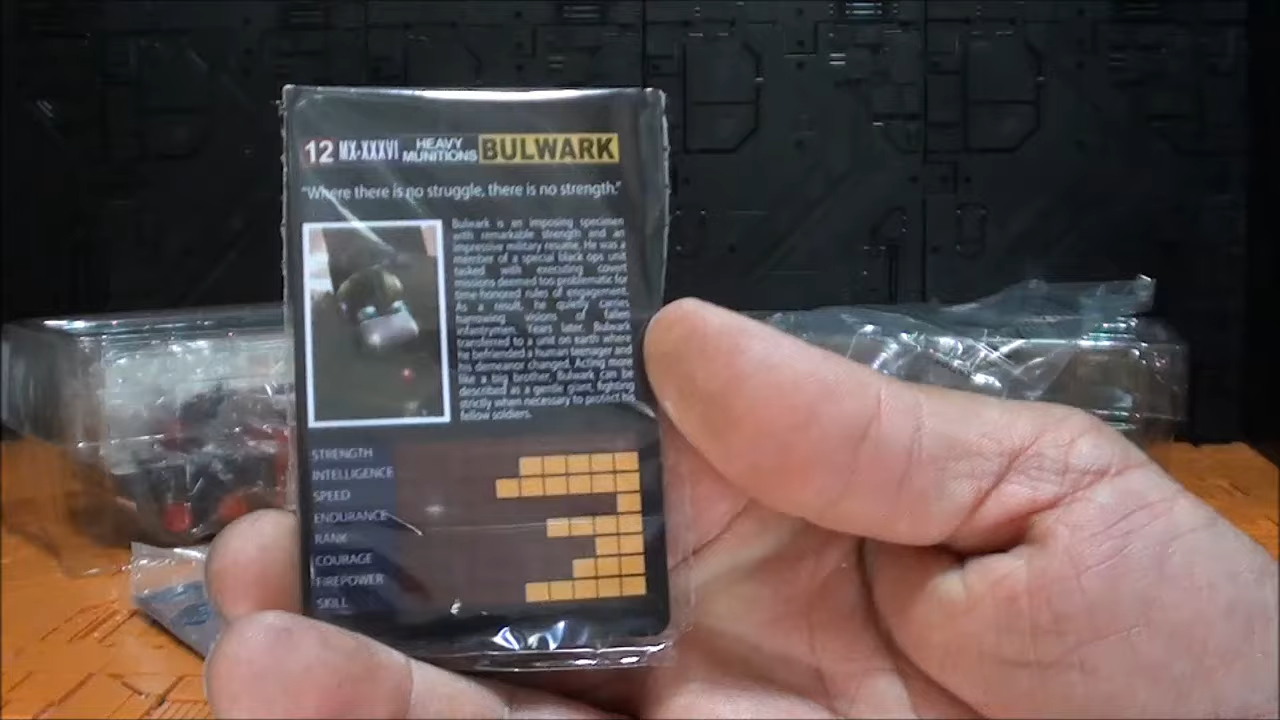 12 MX-XXXVI HEAVY MUNITIONS BULWARK
"Where there is no struggle, there is no strength."
Bulwark is an imposing specimen
with remarkable strength and an
impressive military resume. He was a
member of a special black ops unit
tasked with executing covert
missions deemed too problematic for
time-honored rules of engagement.
As a result, he quietly carries
harrowing visions of fallen
infantrymen. Years later, Bulwark
transferred to a unit on earth where
he befriended a human teenager and
his demeanor changed. Acting more
like a big brother, Bulwark can be
described as a gentle giant, fighting
strictly when necessary to protect his
fellow soldiers.
STRENGTH
INTELLIGENCE
SPEED
ENDURANCE
RANK
COURAGE
FIREPOWER
SKILL